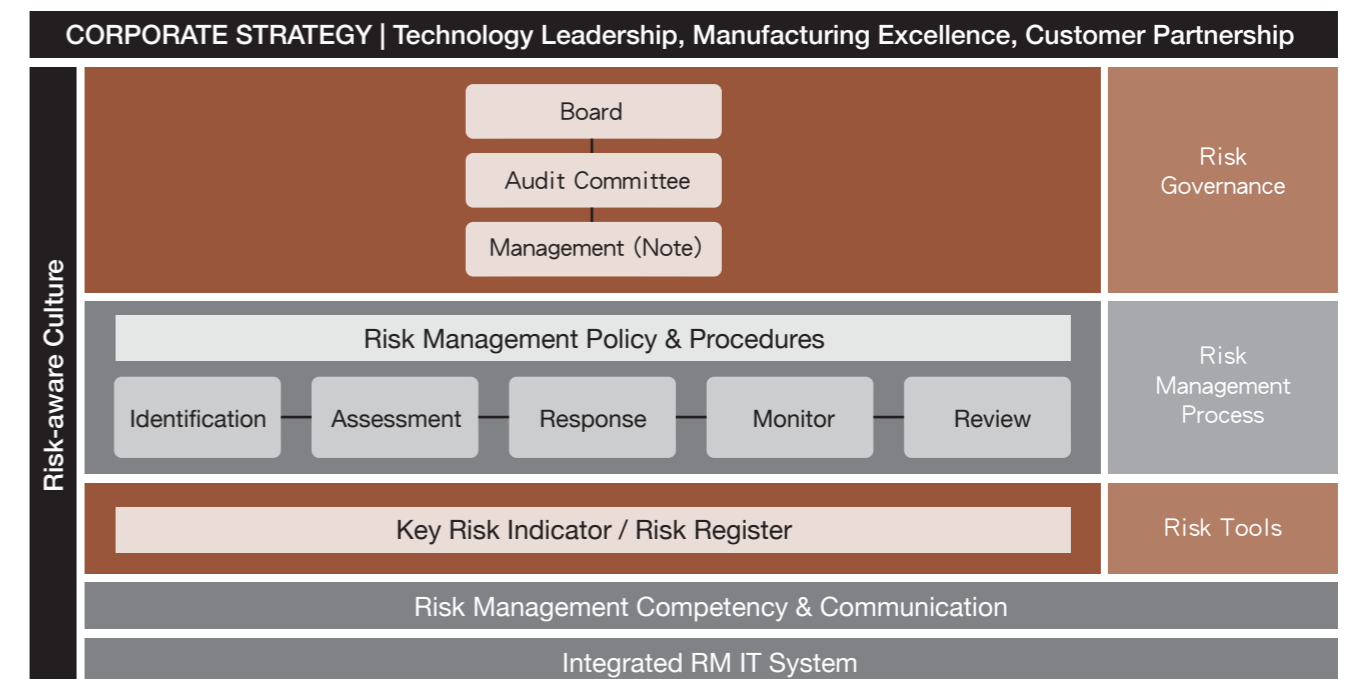 CORPORATE STRATEGY | Technology Leadership, Manufacturing Excellence, Customer Partnership
Risk-aware Culture
Board
Audit Committee
Management (Note)
Risk
Governance
Risk Management Policy & Procedures
Identification
Assessment
Response
Monitor
Review
Risk
Management
Process
Key Risk Indicator / Risk Register
Risk Tools
Risk Management Competency & Communication
Integrated RM IT System